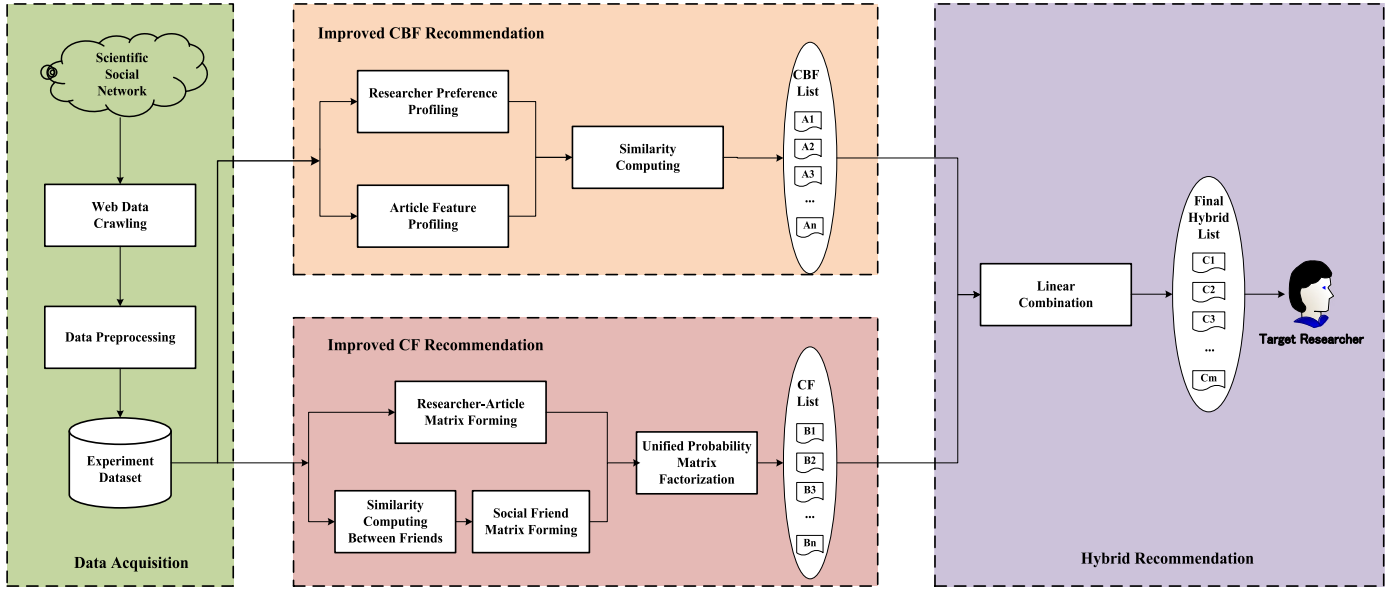 Scientific
Social
Network
Web Data
Crawling
Data Preprocessing
Experiment
Dataset
Data Acquisition
Improved CBF Recommendation
Researcher Preference
Profiling
Article Feature
Profiling
Similarity
Computing
CBF
List
A1
A2
A3
...
An
Improved CF Recommendation
Researcher-Article
Matrix Forming
Similarity
Computing
Between Friends
Social Friend
Matrix Forming
Unified Probability
Matrix
Factorization
CF
List
B1
B2
B3
...
Bn
Linear
Combination
Final
Hybrid
List
C1
C2
C3
...
Cm
Target Researcher
Hybrid Recommendation